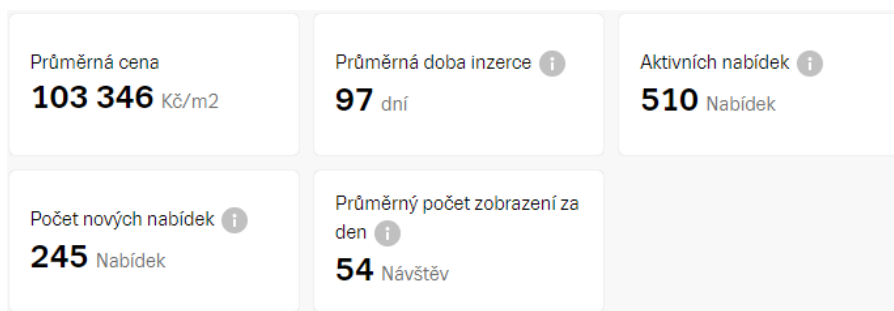 Průměrná cena
103 346 Kč/m2
Průměrná doba inzerce
97 dní
Aktivních nabídek
510 Nabídek
Počet nových nabídek
245 Nabídek
Průměrný počet zobrazení za
den
54 Návštěv